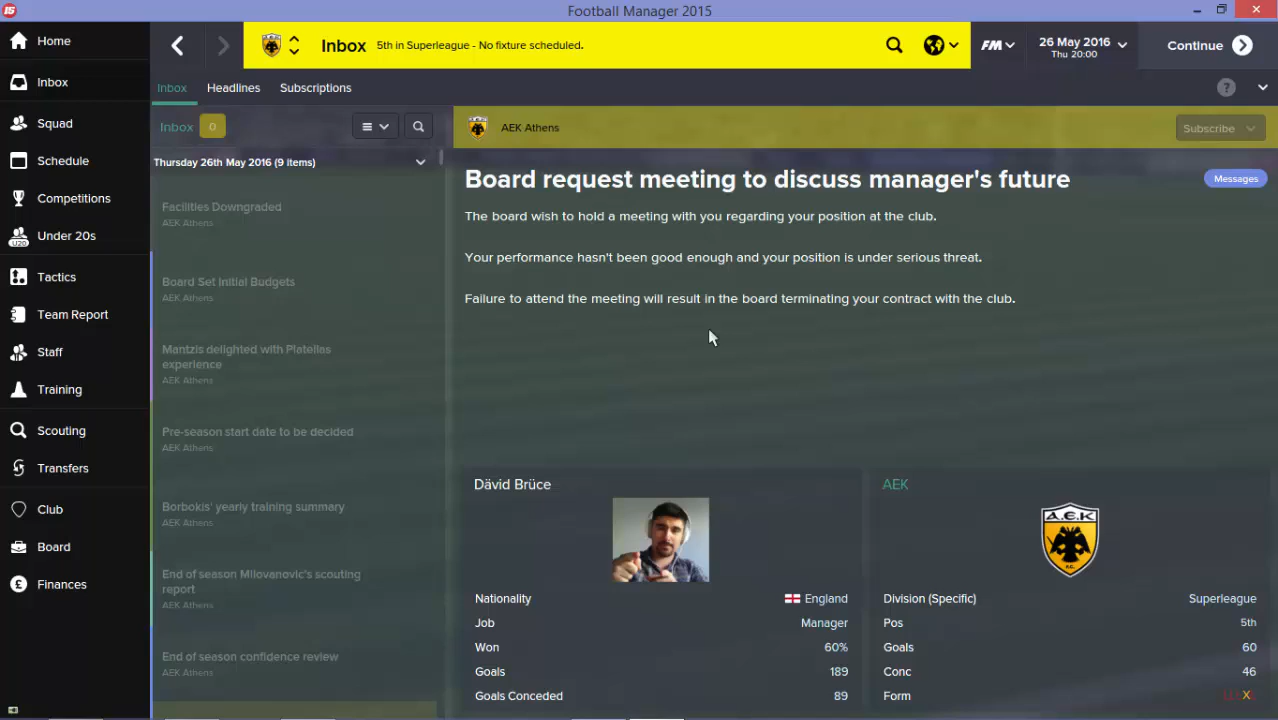 15
Football Manager 2015
Home
Inbox
5th in Superleague - No fixture scheduled.
FM
26 May 2016
Thu 20:00
Continue
Inbox
Inbox
Headlines
Subscriptions
?
Squad
Schedule
Competitions
Under 20s
U20
Tactics
Team Report
Staff
Training
Scouting
Transfers
Club
Board
Finances
Inbox 0
Thursday 26th May 2016 (9 items)
Facilities Downgraded
AEK Athens
Board Set Initial Budgets
AEK Athens
Mantzis delighted with Platellas
experience
AEK Athens
Pre-season start date to be decided
AEK Athens
Borbokis' yearly training summary
AEK Athens
End of season Milovanovic's scouting
report
AEK Athens
End of season confidence review
AEK Athens
AEK Athens
Subscribe
Board request meeting to discuss manager's future
Messages
The board wish to hold a meeting with you regarding your position at the club.
Your performance hasn't been good enough and your position is under serious threat.
Failure to attend the meeting will result in the board terminating your contract with the club.
Dävid Brüce
Nationality England
Job Manager
Won 60%
Goals 189
Goals Conceded 89
AEK
A.E.K
Division (Specific) Superleague
Pos 5th
Goals 60
Conc 46
Form